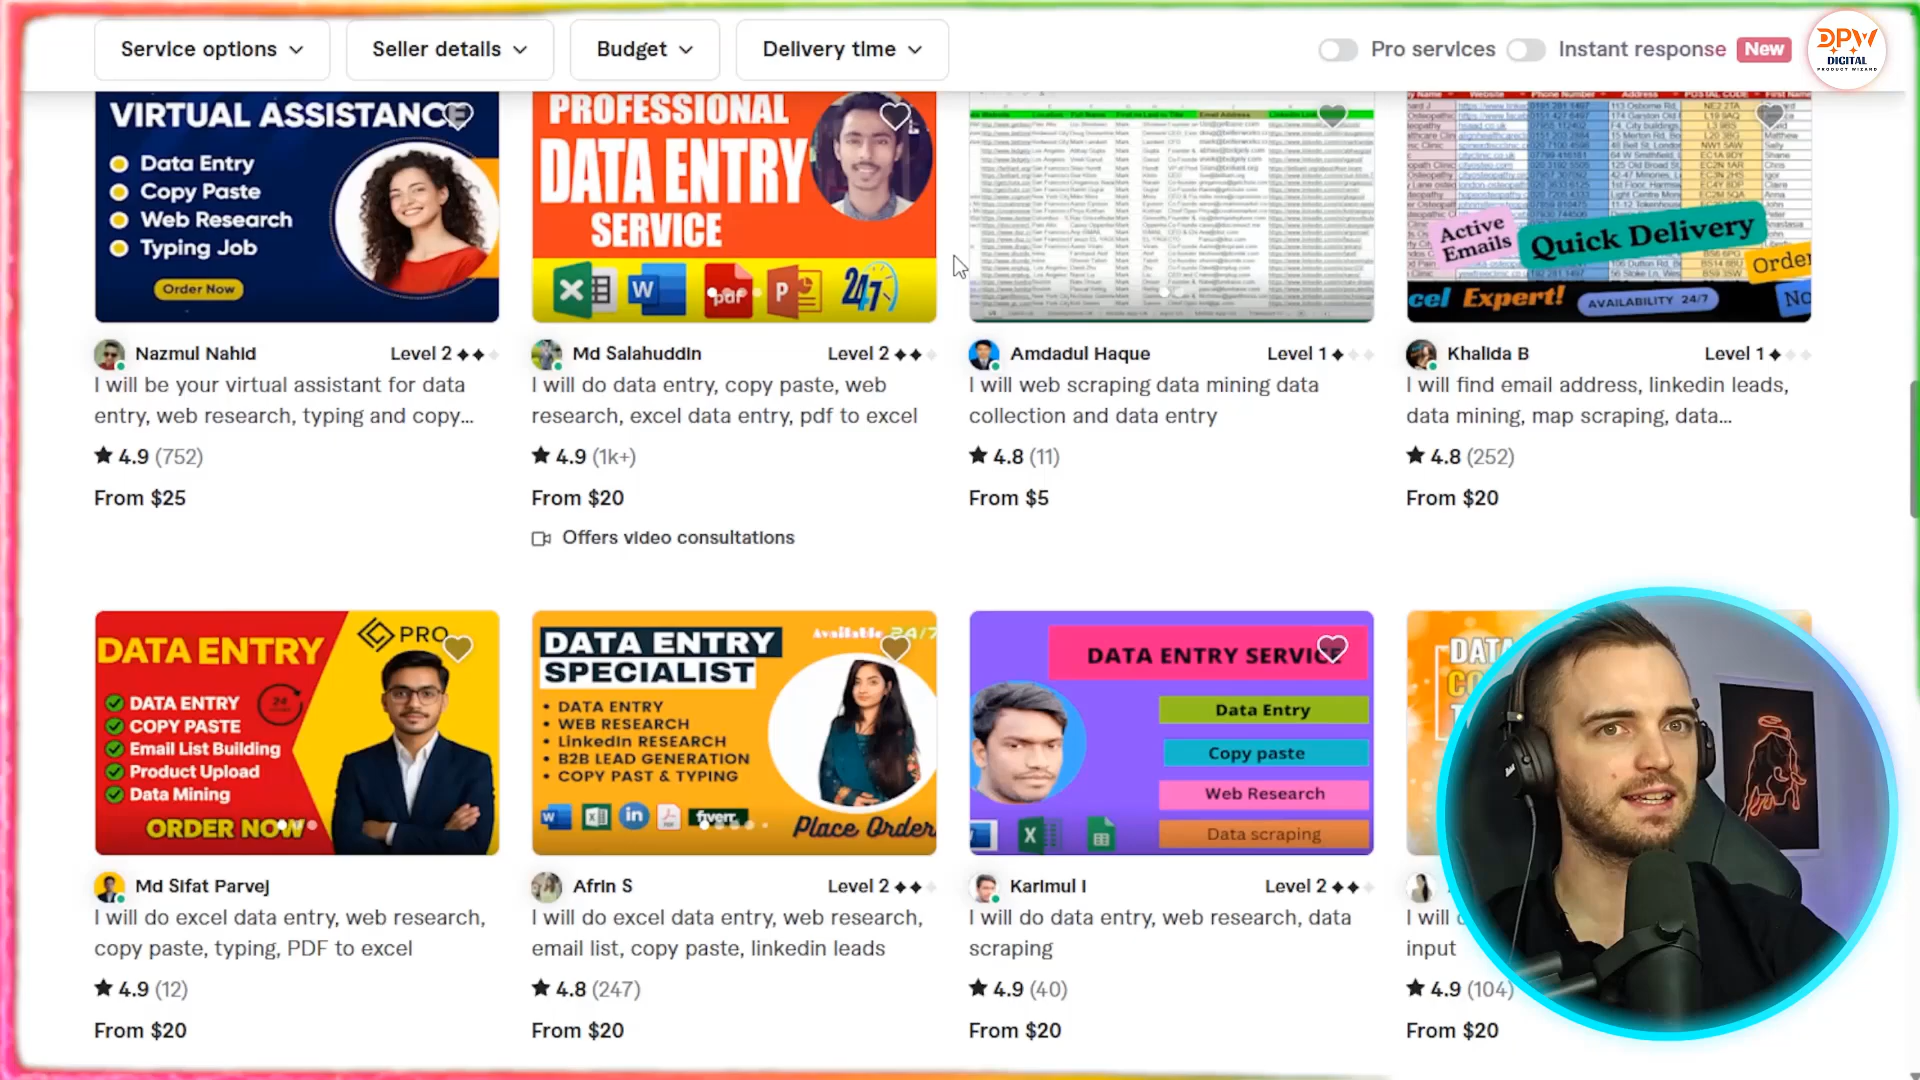 Service options
Seller details
Budget
Delivery time
Pro services
Instant response
New
DPW
DIGITAL
PRODUCT WIZARD
VIRTUAL ASSISTANCE
Data Entry
Copy Paste
Web Research
Typing Job
Order Now
PROFESSIONAL
DATA ENTRY
SERVICE
W
pdf
P
24/7
Active
Emails
Quick Delivery
Order
No
cel Expert!
AVAILABILITY 24/7
Nazmul Nahid
Level 2
I will be your virtual assistant for data
entry, web research, typing and copy...
4.9 (752)
From $25
Md Salahuddin
Level 2
I will do data entry, copy paste, web
research, excel data entry, pdf to excel
4.9 (1k+)
From $20
Offers video consultations
Amdadul Haque
Level 1
I will web scraping data mining data
collection and data entry
4.8 (11)
From $5
Khalida B
Level 1
I will find email address, linkedin leads,
data mining, map scraping, data...
4.8 (252)
From $20
DATA ENTRY
PRO
DATA ENTRY
COPY PASTE
Email List Building
Product Upload
Data Mining
ORDER NOW
DATA ENTRY
SPECIALIST
Available 24/7
DATA ENTRY
WEB RESEARCH
LinkedIn RESEARCH
B2B LEAD GENERATION
COPY PAST & TYPING
fiverr
Place Order
DATA ENTRY SERVICE
Data Entry
Copy paste
Web Research
Data scraping
DAT
CO
T
Md Sifat Parvej
I will do excel data entry, web research,
copy paste, typing, PDF to excel
4.9 (12)
From $20
Afrin S
Level 2
I will do excel data entry, web research,
email list, copy paste, linkedin leads
4.8 (247)
From $20
Karimul I
Level 2
I will do data entry, web research, data
scraping
4.9 (40)
From $20
I will
input
4.9 (104)
From $20